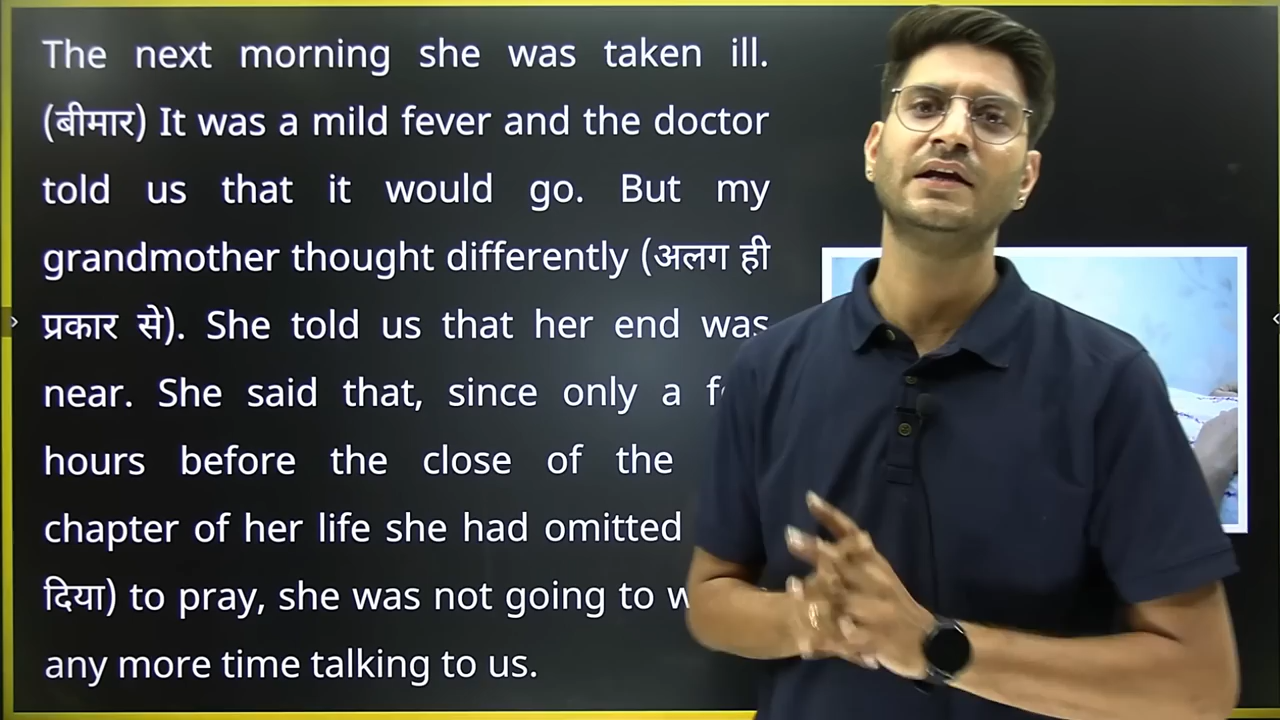 The next morning she was taken ill.
(बीमार) It was a mild fever and the doctor
told us that it would go. But my
grandmother thought differently (अलग ही
प्रकार से). She told us that her end was
near. She said that, since only a
hours before the close of the
chapter of her life she had omitted
दिया) to pray, she was not going to
any more time talking to us.